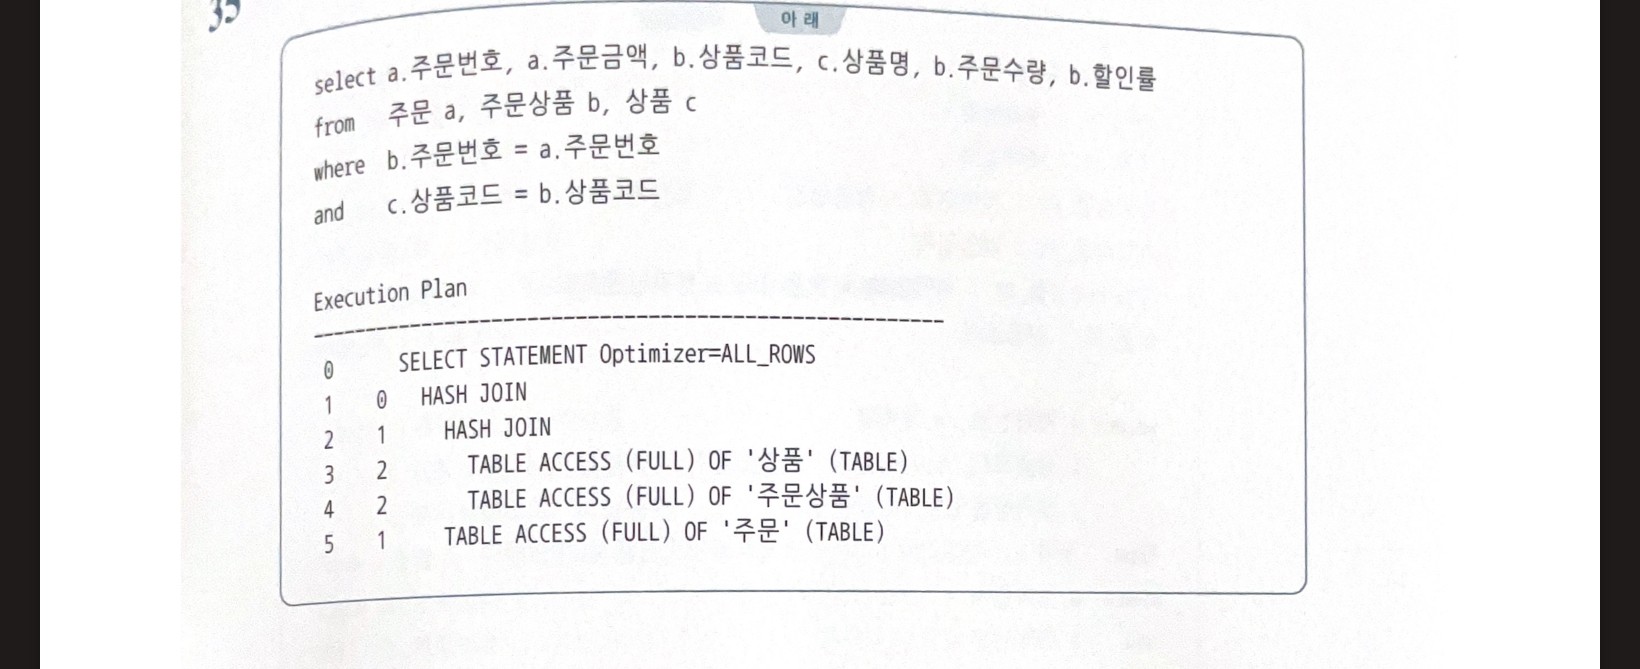 35
아 래
select a.주문번호, a.주문금액, b.상품코드, c.상품명, b.주문수량, b.할인률
from 주문 a, 주문상품 b, 상품 c
where b.주문번호 = a.주문번호
and c.상품코드 = b.상품코드
Execution Plan
------------------------------------------------------------
0 SELECT STATEMENT Optimizer=ALL_ROWS
1 0 HASH JOIN
2 1 HASH JOIN
3 2 TABLE ACCESS (FULL) OF '상품' (TABLE)
4 2 TABLE ACCESS (FULL) OF '주문상품' (TABLE)
5 1 TABLE ACCESS (FULL) OF '주문' (TABLE)